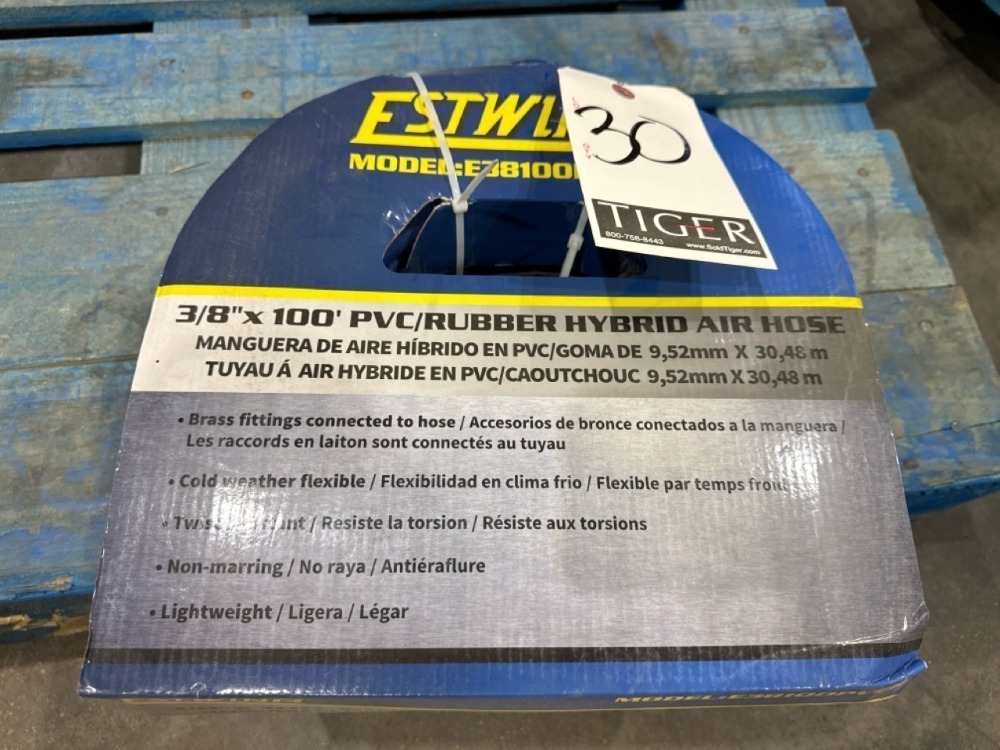 30
TIGER
800-758-8443 www.SoldTiger.com
3/8"x 100' PVC/RUBBER HYBRID AIR HOSE
MANGUERA DE AIRE HÍBRIDO EN PVC/GOMA DE 9,52mm X 30,48 m
TUYAU Á AIR HYBRIDE EN PVC/CAOUTCHOUC 9,52mm X 30,48 m
• Brass fittings connected to hose / Accesorios de bronce conectados a la manguera /
Les raccords en laiton sont connectés au tuyau
• Cold weather flexible / Flexibilidad en clima frio / Flexible par temps froid
• / Resiste la torsion / Résiste aux torsions
• Non-marring / No raya / Antiéraflure
• Lightweight / Ligera / Légar